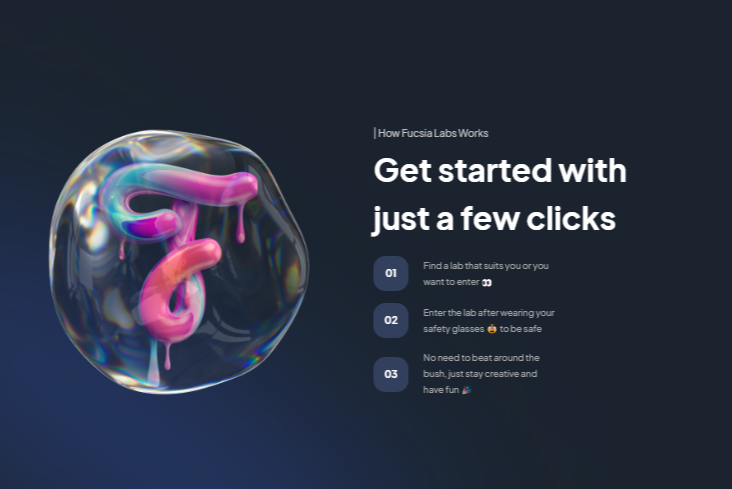 | How Fucsia Labs Works
Get started with
just a few clicks
01
Find a lab that suits you or you
want to enter 👀
02
Enter the lab after wearing your
safety glasses 🥽 to be safe
03
No need to beat around the
bush, just stay creative and
have fun 🎉